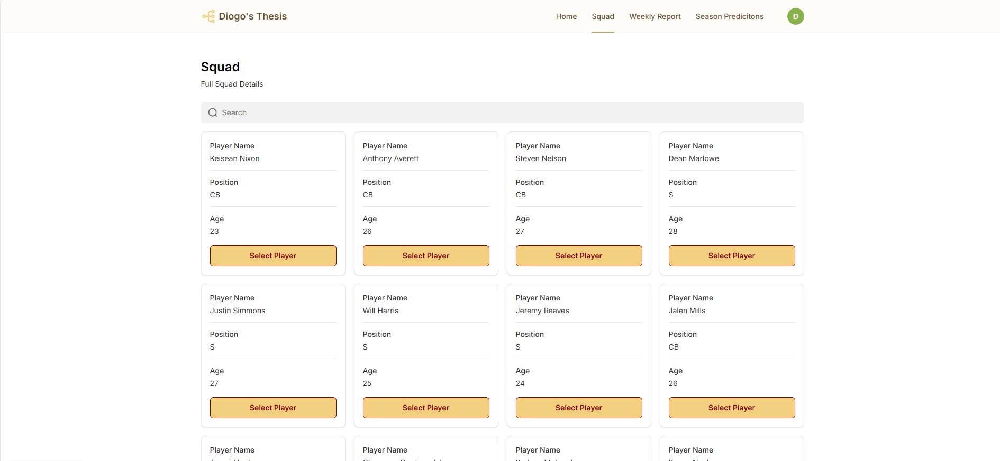 Diogo's Thesis
Home Squad Weekly Report Season Predicitons D
Squad
Full Squad Details
Search
Player Name Player Name Player Name Player Name
Keisean Nixon Anthony Averett Steven Nelson Dean Marlowe
Position Position Position Position
CB CB CB S
Age Age Age Age
23 26 27 28
Select Player Select Player Select Player Select Player
Player Name Player Name Player Name Player Name
Justin Simmons Will Harris Jeremy Reaves Jalen Mills
Position Position Position Position
S S S CB
Age Age Age Age
27 25 24 26
Select Player Select Player Select Player Select Player
Player Name Player Name Player Name Player Name